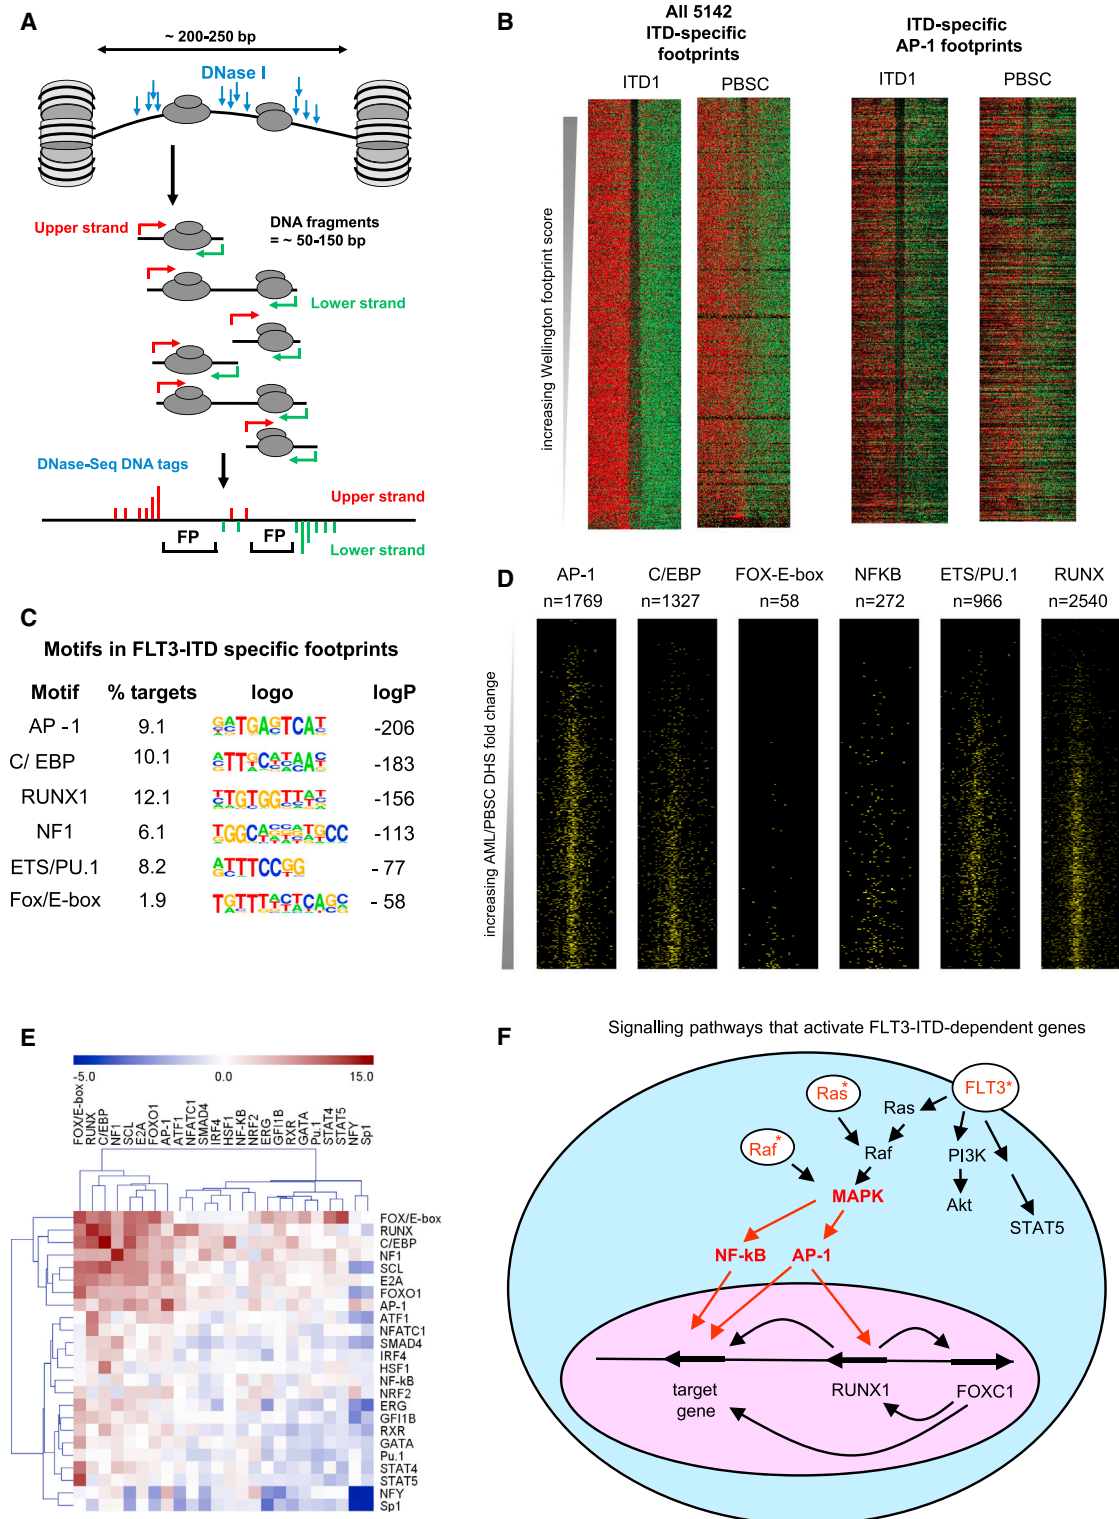 A
~ 200-250 bp
DNase I
Upper strand
DNA fragments
= ~ 50-150 bp
Lower strand
DNase-Seq DNA tags
Upper strand
FP
FP
Lower strand
B
All 5142
ITD-specific
footprints
ITD-specific
AP-1 footprints
ITD1
PBSC
ITD1
PBSC
increasing Wellington footprint score
C
Motifs in FLT3-ITD specific footprints
Motif % targets logo logP
AP -1 9.1 -206
C/ EBP 10.1 -183
RUNX1 12.1 -156
NF1 6.1 -113
ETS/PU.1 8.2 - 77
Fox/E-box 1.9 - 58
D
AP-1 C/EBP FOX-E-box NFKB ETS/PU.1 RUNX
n=1769 n=1327 n=58 n=272 n=966 n=2540
increasing AML/PBSC DHS fold change
E
-5.0 0.0 15.0
FOX/E-box
RUNX
C/EBP
NF1
SCL
E2A
FOXO1
AP-1
ATF1
NFATC1
SMAD4
IRF4
HSF1
NF-KB
NRF2
ERG
GFI1B
RXR
GATA
Pu.1
STAT4
STAT5
NFY
Sp1
FOX/E-box
RUNX
C/EBP
NF1
SCL
E2A
FOXO1
AP-1
ATF1
NFATC1
SMAD4
IRF4
HSF1
NF-kB
NRF2
ERG
GFI1B
RXR
GATA
Pu.1
STAT4
STAT5
NFY
Sp1
F
Signalling pathways that activate FLT3-ITD-dependent genes
Ras*
FLT3*
Ras
Raf*
Raf
PI3K
MAPK
Akt
STAT5
NF-kB
AP-1
target
gene
RUNX1
FOXC1